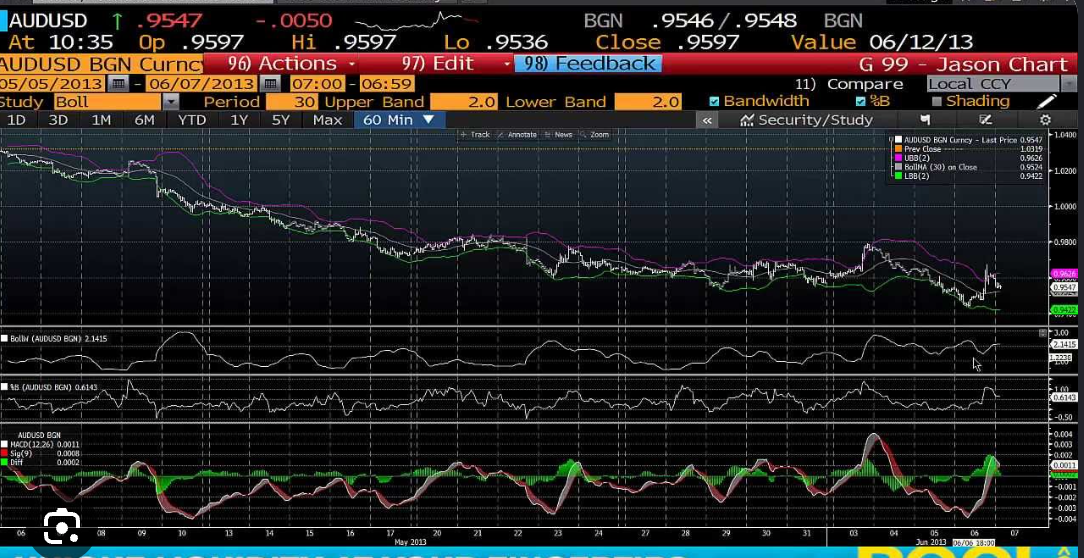 AUDUSD ↑ .9547 -.0050 BGN .9546/.9548 BGN
At 10:35 Op .9597 Hi .9597 Lo .9536 Close .9597 Value 06/12/13
AUDUSD BGN Curnc 96) Actions 97) Edit 98) Feedback G 99 - Jason Chart
05/05/2013 - 06/07/2013 07:00 - 06:59 11) Compare Local CCY
Study Boll Period 30 Upper Band 2.0 Lower Band 2.0 Bandwidth %B Shading
1D 3D 1M 6M YTD 1Y 5Y Max 60 Min ▼ « Security/Study
+ Track Annotate News Zoom
AUDUSD BGN Curncy - Last Price 0.9547
Prev Close ----- 1.0319
UBB(2) 0.9626
BollMA (30) on Close 0.9524
LBB(2) 0.9422
1.0400
1.0200
1.0000
0.9800
0.9626
0.9547
0.9422
BollW (AUDUSD BGN) 2.1415
3.00
2.1415
1.2238
%B (AUDUSD BGN) 0.6143
1.00
0.6143
-0.50
AUDUSD BGN
MACD(12,26) 0.0011
Sig(9) 0.0008
Diff 0.0002
0.004
0.003
0.002
0.0011
-0.001
-0.002
-0.003
-0.004
06 07 08 09 10 13 14 15 16 17 20 21 22 23 24 27 28 29 30 31 03 04 05 06 07
May 2013 Jun 2013 06/06 18:00